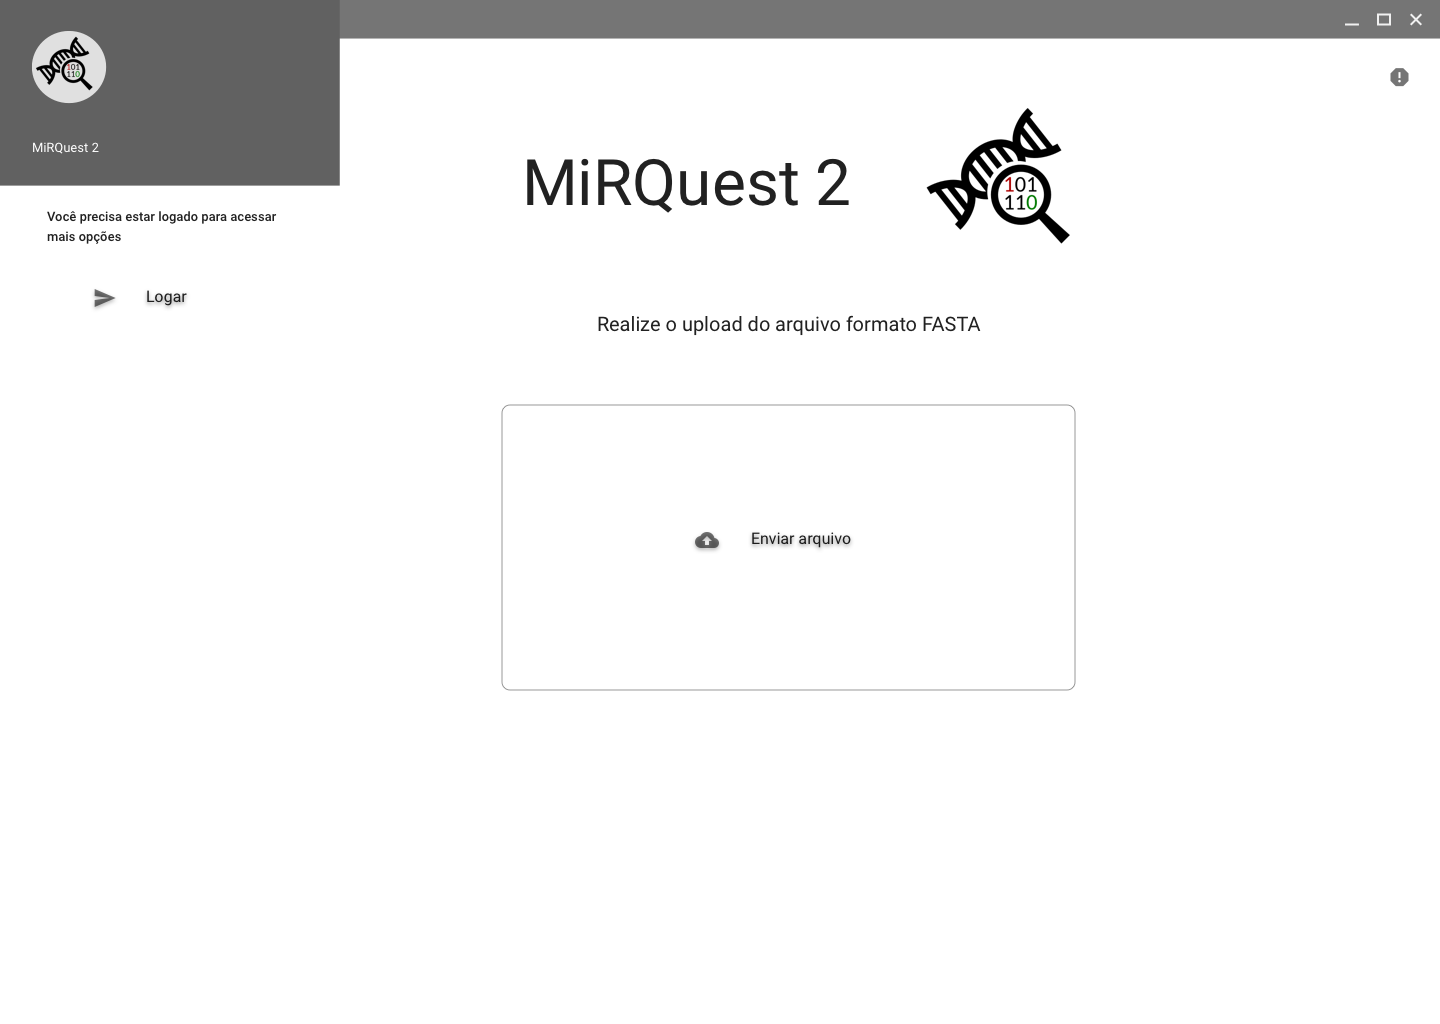 101
110
MiRQuest 2
Você precisa estar logado para acessar
mais opções
Logar
MiRQuest 2
101
110
Realize o upload do arquivo formato FASTA
Enviar arquivo